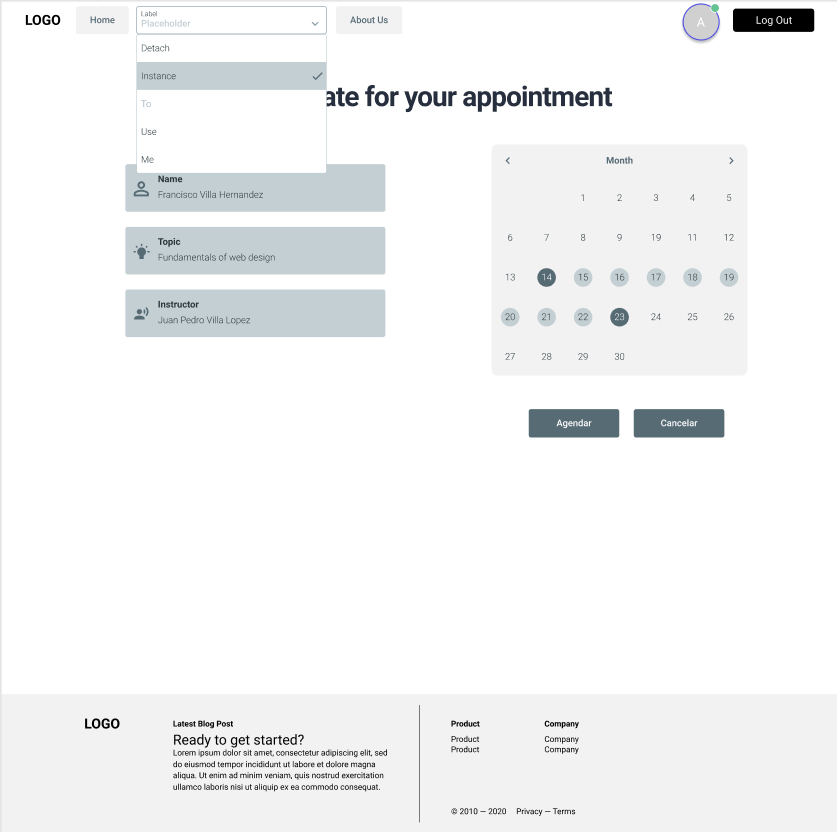 LOGO
Home
Label
Placeholder
About Us
A
Log Out
Detach
Instance
To
Use
Me
ate for your appointment
Name
Francisco Villa Hernandez
Topic
Fundamentals of web design
Instructor
Juan Pedro Villa Lopez
Month
1 2 3 4 5
6 7 8 9 19 11 12
13 14 15 16 17 18 19
20 21 22 23 24 25 26
27 28 29 30
Agendar
Cancelar
LOGO
Latest Blog Post
Ready to get started?
Lorem ipsum dolor sit amet, consectetur adipiscing elit, sed
do eiusmod tempor incididunt ut labore et dolore magna
aliqua. Ut enim ad minim veniam, quis nostrud exercitation
ullamco laboris nisi ut aliquip ex ea commodo consequat.
Product
Product
Product
Company
Company
Company
© 2010 — 2020 Privacy — Terms